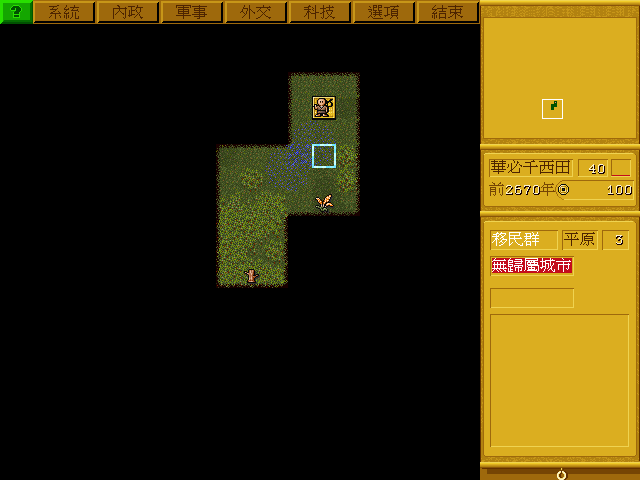 ? 系統 內政 軍事 外交 科技 選項 結束
華必千西田 40
前2670年 100
移民群 平原 3
無歸屬城市